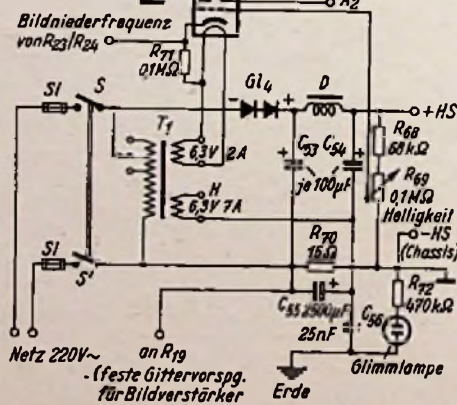 A2
Bildniederfrequenz
von R23/R24
R71
0,1MΩ
SI
S
Gl4
D
+HS
T1
6,3V
2A
C53
C54
je 100μF
R68
68kΩ
R69
0,1MΩ
Helligkeit
H
6,3V 7A
-HS
(Chassis)
SI
S'
R70
15Ω
R72
470kΩ
C55 2500μF
25nF
C56
Netz 220V~
an R19
Glimmlampe
-(feste Gittervorspg.
für Bildverstärker
Erde